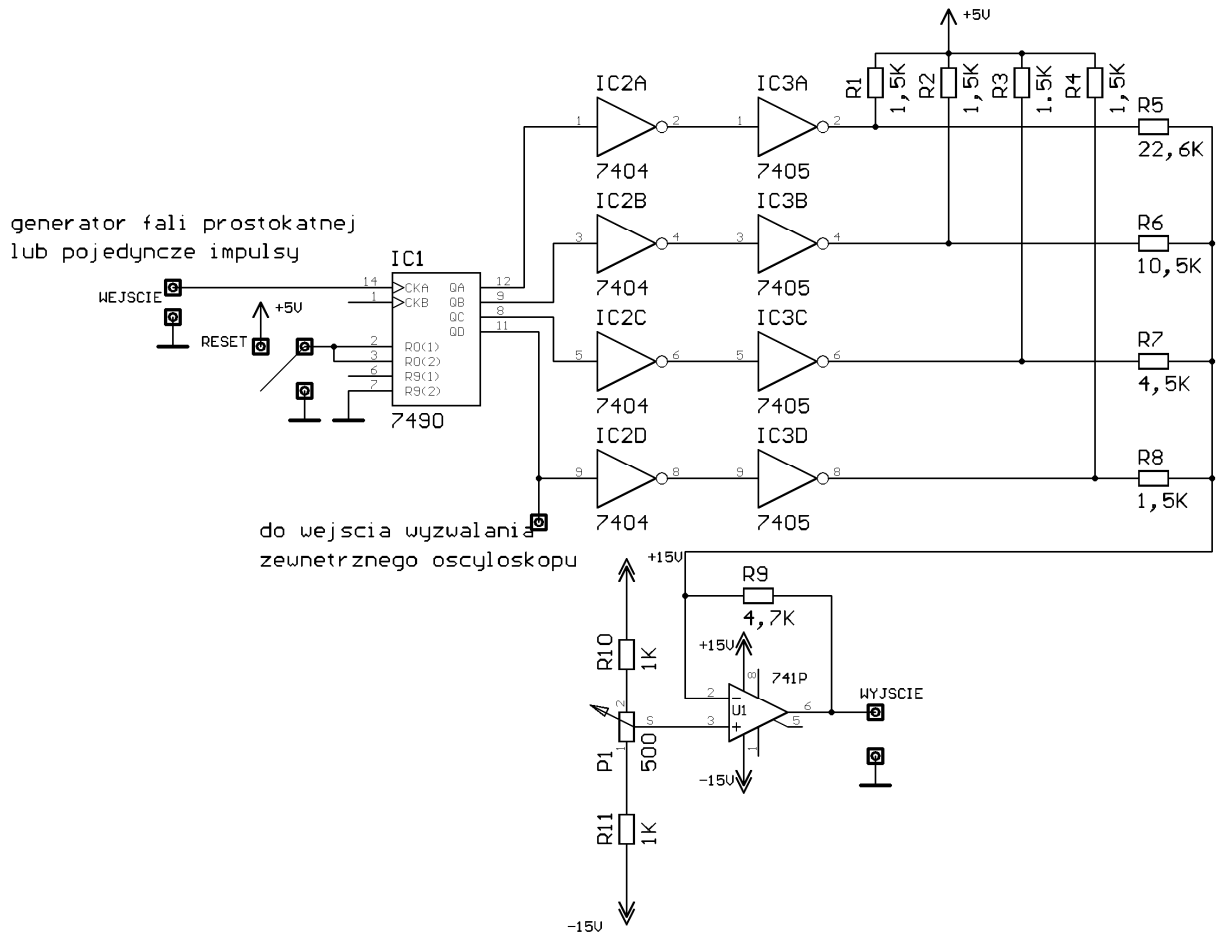 +5V
IC2A
IC3A
R1
1,5K
R2
1,5K
R3
1.5K
R4
1,5K
R5
22,6K
1
2
1
2
7404
7405
IC2B
IC3B
R6
10,5K
3
4
3
4
7404
7405
generator fali prostokatnej
lub pojedyncze impulsy
IC1
WEJSCIE
14
CKA
1
CKB
QA
12
QB
9
QC
8
QD
11
+5V
RESET
2
R0(1)
3
R0(2)
6
R9(1)
7
R9(2)
7490
IC2C
IC3C
R7
4,5K
5
6
5
6
7404
7405
IC2D
IC3D
R8
1,5K
9
8
9
8
7404
7405
do wejscia wyzwalania
zewnetrznego oscyloskopu
+15V
R9
4,7K
R10
1K
+15V
8
741P
2
U1
3
6
5
1
-15V
WYJSCIE
2
S
1
P1
500
R11
1K
-15V